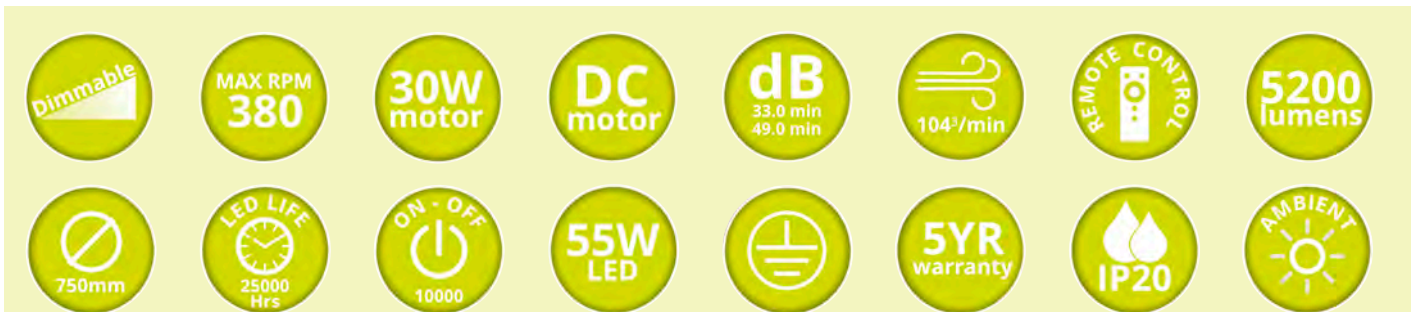 Dimmable
MAX RPM
380
30W
motor
DC
motor
dB
33.0 min
49.0 min
104³/min
REMOTE CONTROL
5200
lumens
750mm
LED LIFE
25000
Hrs
ON - OFF
10000
55W
LED
5YR
warranty
IP20
AMBIENT